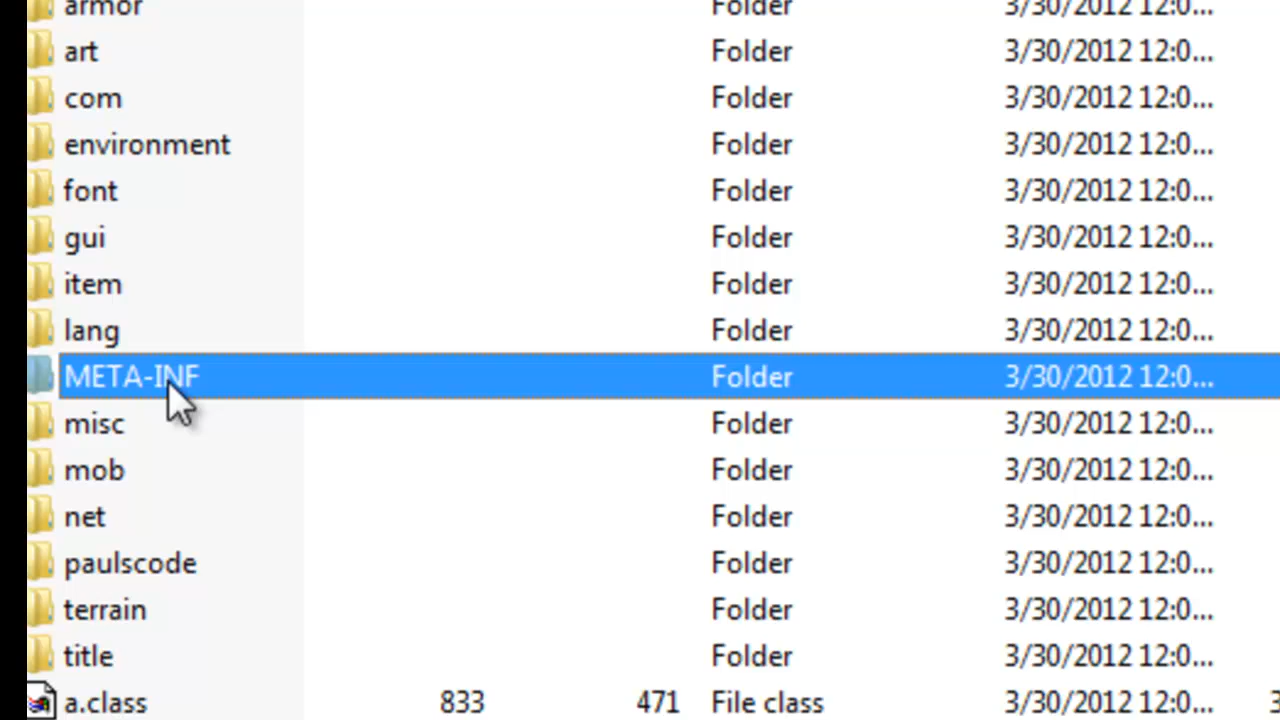 armor Folder 3/30/2012 12:0...
art Folder 3/30/2012 12:0...
com Folder 3/30/2012 12:0...
environment Folder 3/30/2012 12:0...
font Folder 3/30/2012 12:0...
gui Folder 3/30/2012 12:0...
item Folder 3/30/2012 12:0...
lang Folder 3/30/2012 12:0...
META-INF Folder 3/30/2012 12:0...
misc Folder 3/30/2012 12:0...
mob Folder 3/30/2012 12:0...
net Folder 3/30/2012 12:0...
paulscode Folder 3/30/2012 12:0...
terrain Folder 3/30/2012 12:0...
title Folder 3/30/2012 12:0...
a.class 833 471 File class 3/30/2012 12:0...